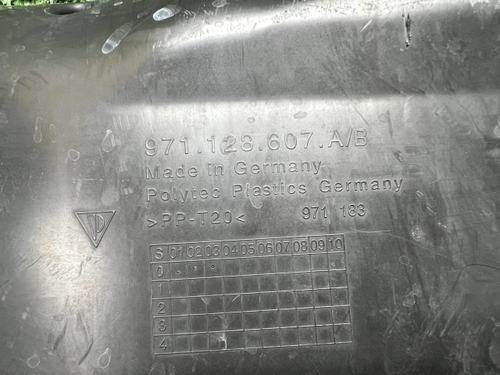 971.128.607.A/B
Made in Germany
Polytec Plastics Germany
>PP-T20< 971 183
S 01 02 03 04 05 06 07 08 09 10
0
1
2
3
4